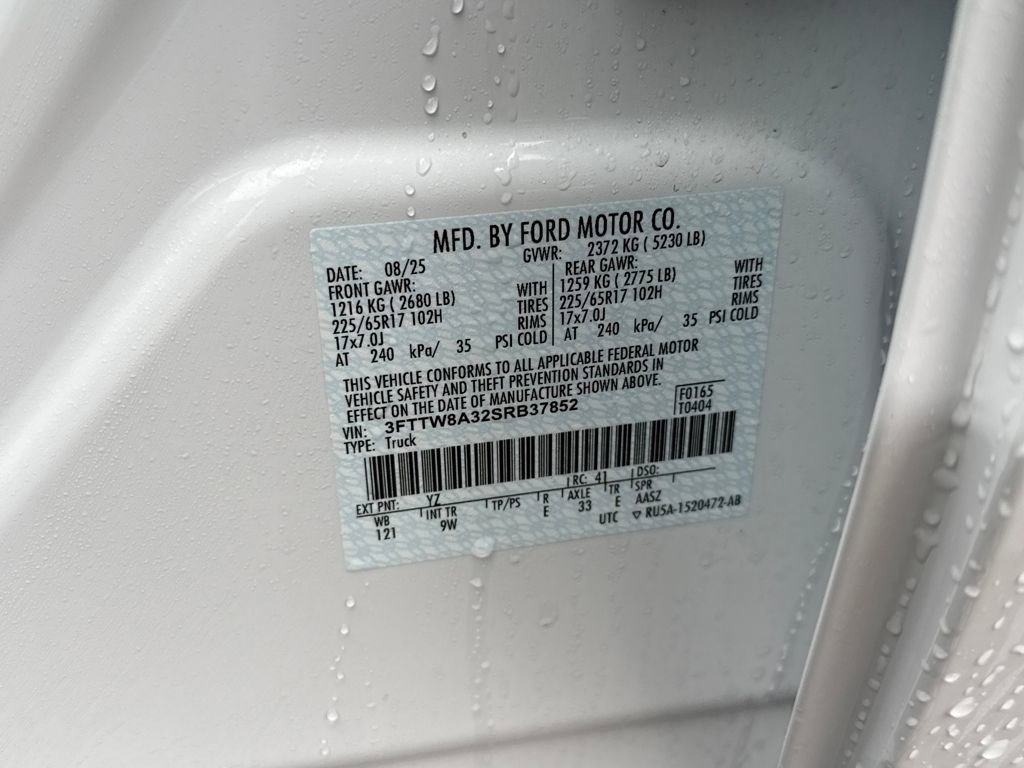 MFD. BY FORD MOTOR CO.
DATE: 08/25 GVWR: 2372 KG ( 5230 LB)
FRONT GAWR: WITH
1216 KG ( 2680 LB) TIRES
225/65R17 102H RIMS
17x7.0J PSI COLD
AT 240 kPa/ 35
REAR GAWR: WITH
1259 KG ( 2775 LB) TIRES
225/65R17 102H RIMS
17x7.0J
AT 240 kPa/ 35 PSI COLD
THIS VEHICLE CONFORMS TO ALL APPLICABLE FEDERAL MOTOR
VEHICLE SAFETY AND THEFT PREVENTION STANDARDS IN
EFFECT ON THE DATE OF MANUFACTURE SHOWN ABOVE.
VIN: 3FTTW8A32SRB37852
TYPE: Truck
F0165
T0404
EXT PNT: YZ RC: 41 DSO:
WB INT TR TP/PS R AXLE TR SPR
121 9W E 33 E AASZ
UTC ▽ RU5A-1520472-AB